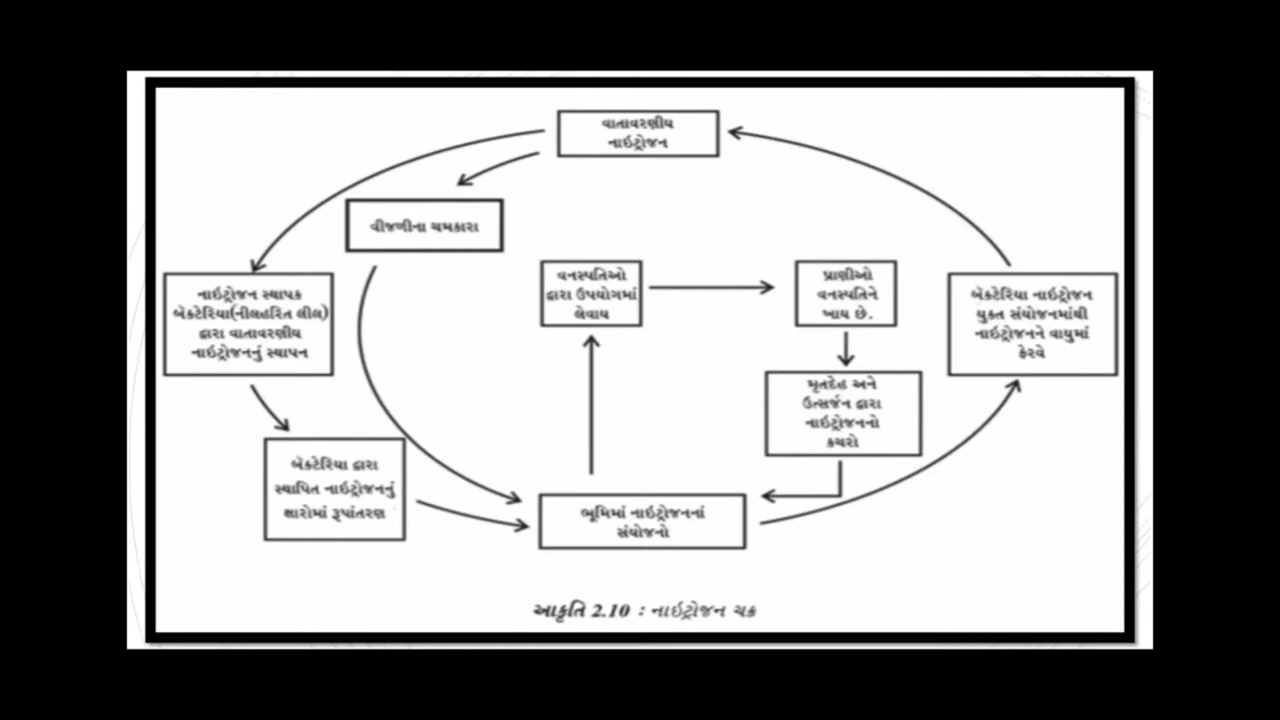 વાતાવરણીય
નાઇટ્રોજન
વીજળીના ચમકારા
નાઇટ્રોજન સ્થાપક
બૅક્ટેરિયા(નીલહરિત લીલ)
દ્વારા વાતાવરણીય
નાઇટ્રોજનનું સ્થાપન
વનસ્પતિઓ
દ્વારા ઉપયોગમાં
લેવાય
પ્રાણીઓ
વનસ્પતિને
ખાય છે.
બૅક્ટેરિયા નાઇટ્રોજન
યુક્ત સંયોજનમાંથી
નાઇટ્રોજનને વાયુમાં
ફેરવે
મૃતદેહ અને
ઉત્સર્જન દ્વારા
નાઇટ્રોજનનો
કચરો
બૅક્ટેરિયા દ્વારા
સ્થાપિત નાઇટ્રોજનનું
ક્ષારોમાં રૂપાંતરણ
ભૂમિમાં નાઇટ્રોજનનાં
સંયોજનો
આકૃતિ 2.10 : નાઇટ્રોજન ચક્ર